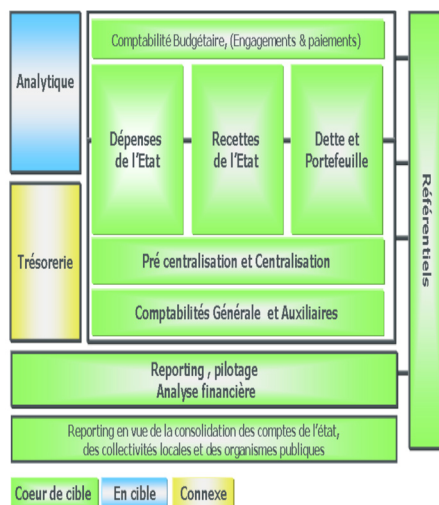 Comptabilité Budgétaire, (Engagements & paiements)
Analytique
Dépenses
de l'Etat
Recettes
de l'Etat
Dette et
Portefeuille
Référentiels
Trésorerie
Pré centralisation et Centralisation
Comptabilités Générale et Auxiliaires
Reporting , pilotage
Analyse financière
Reporting en vue de la consolidation des comptes de l'état,
des collectivités locales et des organismes publiques
Coeur de cible
En cible
Connexe